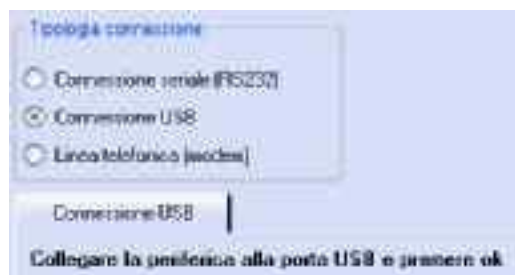 Tipologia connessione
Connessione seriale (RS232)
Connessione USB
Linea telefonica (modem)
Connessione USB
Collegare la periferica alla porta USB e premere ok